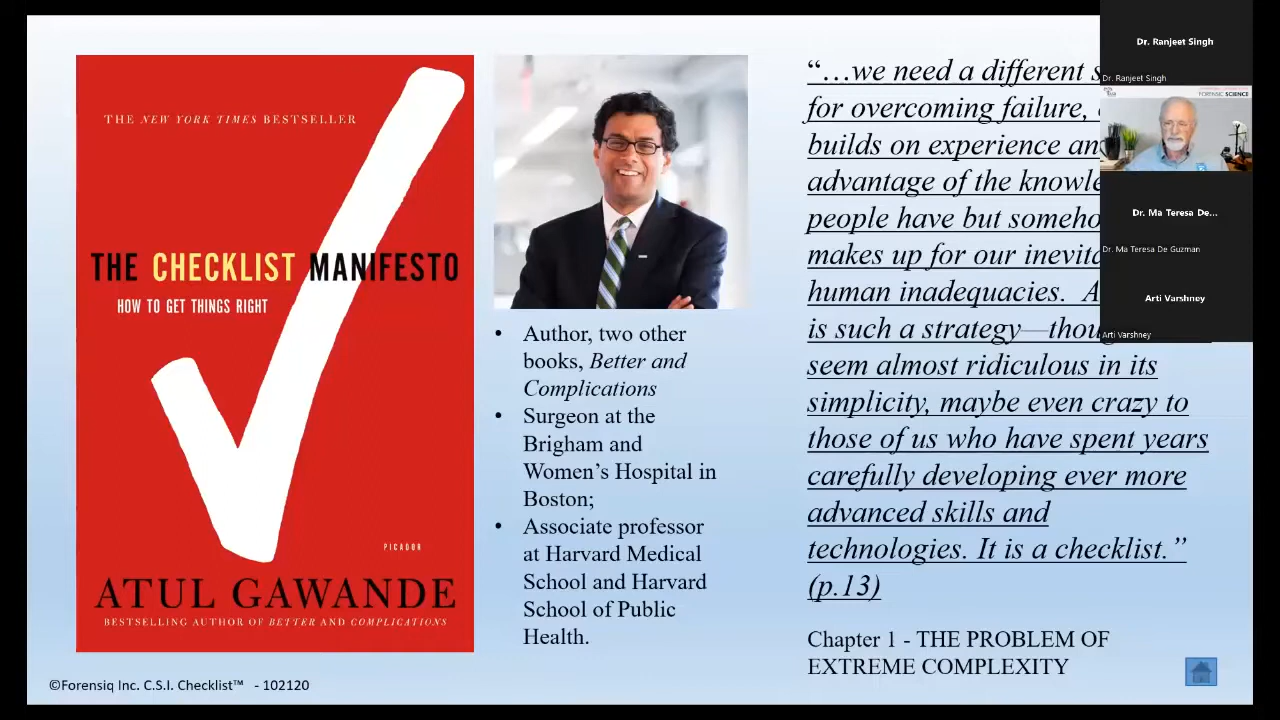 THE NEW YORK TIMES BESTSELLER
THE CHECKLIST MANIFESTO
HOW TO GET THINGS RIGHT
PICADOR
ATUL GAWANDE
BESTSELLING AUTHOR OF BETTER AND COMPLICATIONS
• Author, two other
books, Better and
Complications
• Surgeon at the
Brigham and
Women’s Hospital in
Boston;
• Associate professor
at Harvard Medical
School and Harvard
School of Public
Health.
“…we need a different
for overcoming failure,
builds on experience
advantage of the
people have but
makes up for our
human inadequacies.
is such a strategy—
seem almost ridiculous in its
simplicity, maybe even crazy to
those of us who have spent years
carefully developing ever more
advanced skills and
technologies. It is a checklist.”
(p.13)
Chapter 1 - THE PROBLEM OF
EXTREME COMPLEXITY
©Forensiq Inc. C.S.I. Checklist™ - 102120
Dr. Ranjeet Singh
Dr. Ranjeet Singh
FORENSIC SCIENCE
Dr. Ma Teresa De...
Dr. Ma Teresa De Guzman
Arti Varshney
Arti Varshney